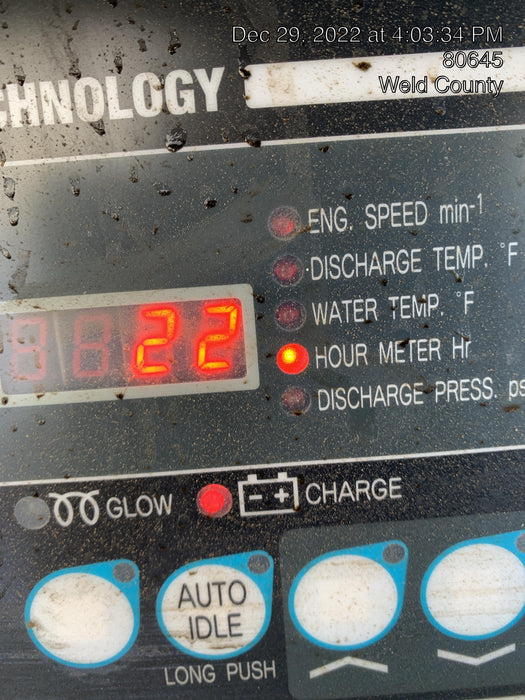 Dec 29, 2022 at 4:03:34 PM
80645
Weld County
CHNOLOGY
ENG. SPEED min-1
DISCHARGE TEMP. °F
WATER TEMP. °F
22
HOUR METER Hr
DISCHARGE PRESS. ps
GLOW
- +
CHARGE
AUTO
IDLE
LONG PUSH